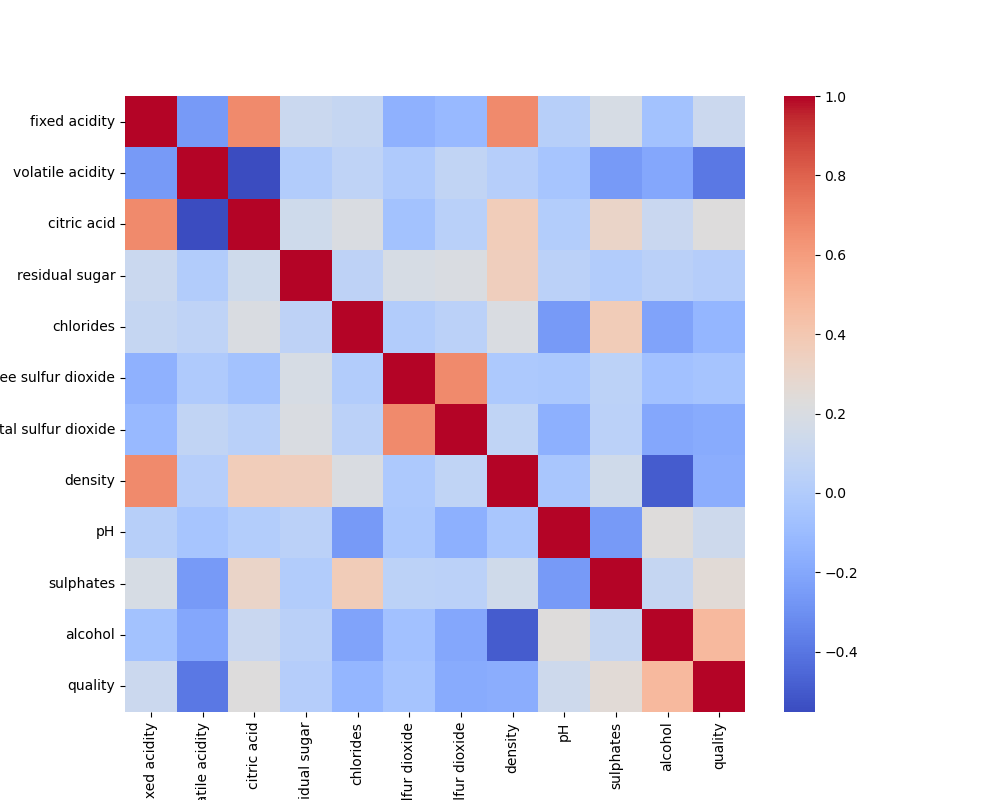 fixed acidity
volatile acidity
citric acid
residual sugar
chlorides
ee sulfur dioxide
tal sulfur dioxide
density
pH
sulphates
alcohol
quality
xed acidity
atile acidity
citric acid
idual sugar
chlorides
lfur dioxide
lfur dioxide
density
pH
sulphates
alcohol
quality
1.0
0.8
0.6
0.4
0.2
0.0
−0.2
−0.4